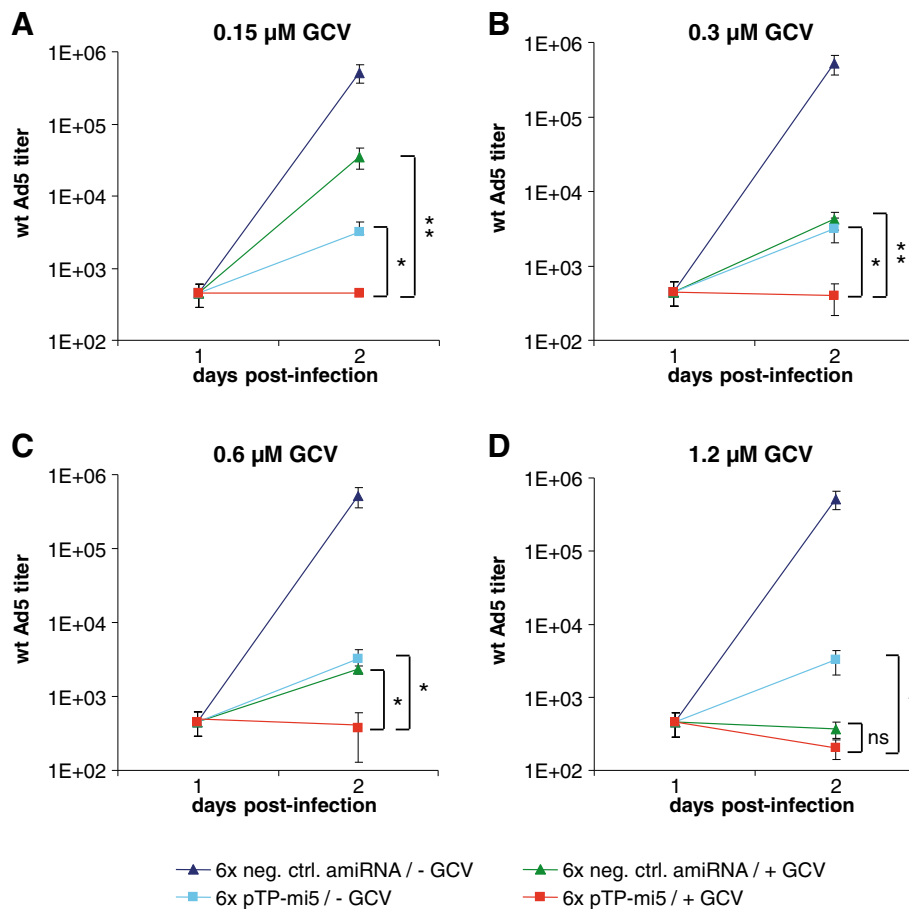 A
0.15 µM GCV
wt Ad5 titer
1E+06
1E+05
1E+04
1E+03
1E+02
*
**
1
2
days post-infection
B
0.3 µM GCV
wt Ad5 titer
1E+06
1E+05
1E+04
1E+03
1E+02
*
**
1
2
days post-infection
C
0.6 µM GCV
wt Ad5 titer
1E+06
1E+05
1E+04
1E+03
1E+02
*
*
1
2
days post-infection
D
1.2 µM GCV
wt Ad5 titer
1E+06
1E+05
1E+04
1E+03
1E+02
ns
1
2
days post-infection
6x neg. ctrl. amiRNA / - GCV
6x neg. ctrl. amiRNA / + GCV
6x pTP-mi5 / - GCV
6x pTP-mi5 / + GCV